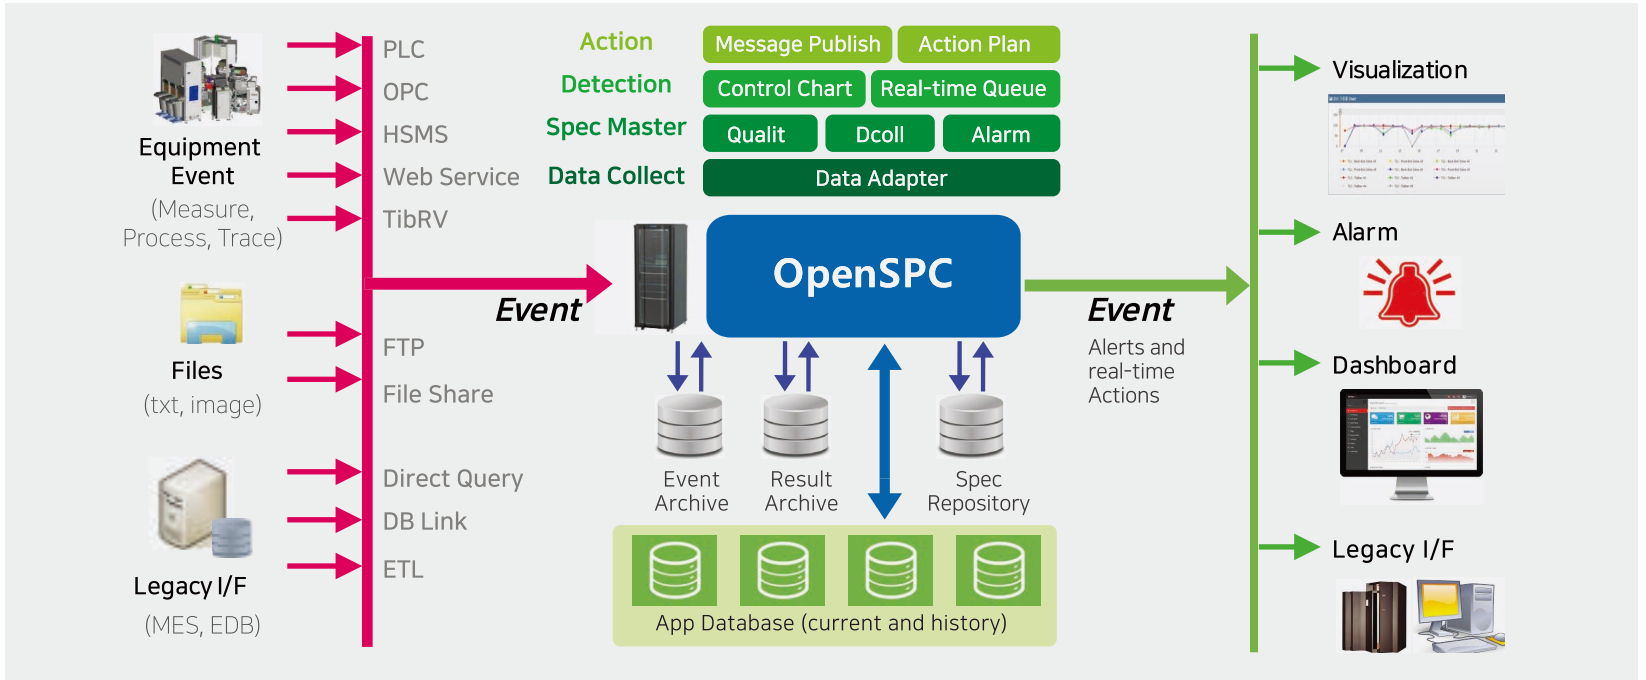 Equipment
Event
(Measure,
Process, Trace)
Files
(txt, image)
Legacy I/F
(MES, EDB)
PLC
OPC
HSMS
Web Service
TibRV
FTP
File Share
Direct Query
DB Link
ETL
Event
Action
Message Publish
Action Plan
Detection
Control Chart
Real-time Queue
Spec Master
Qualit
Dcoll
Alarm
Data Collect
Data Adapter
OpenSPC
Event
Archive
Result
Archive
Spec
Repository
App Database (current and history)
Event
Alerts and
real-time
Actions
Visualization
Alarm
Dashboard
Legacy I/F